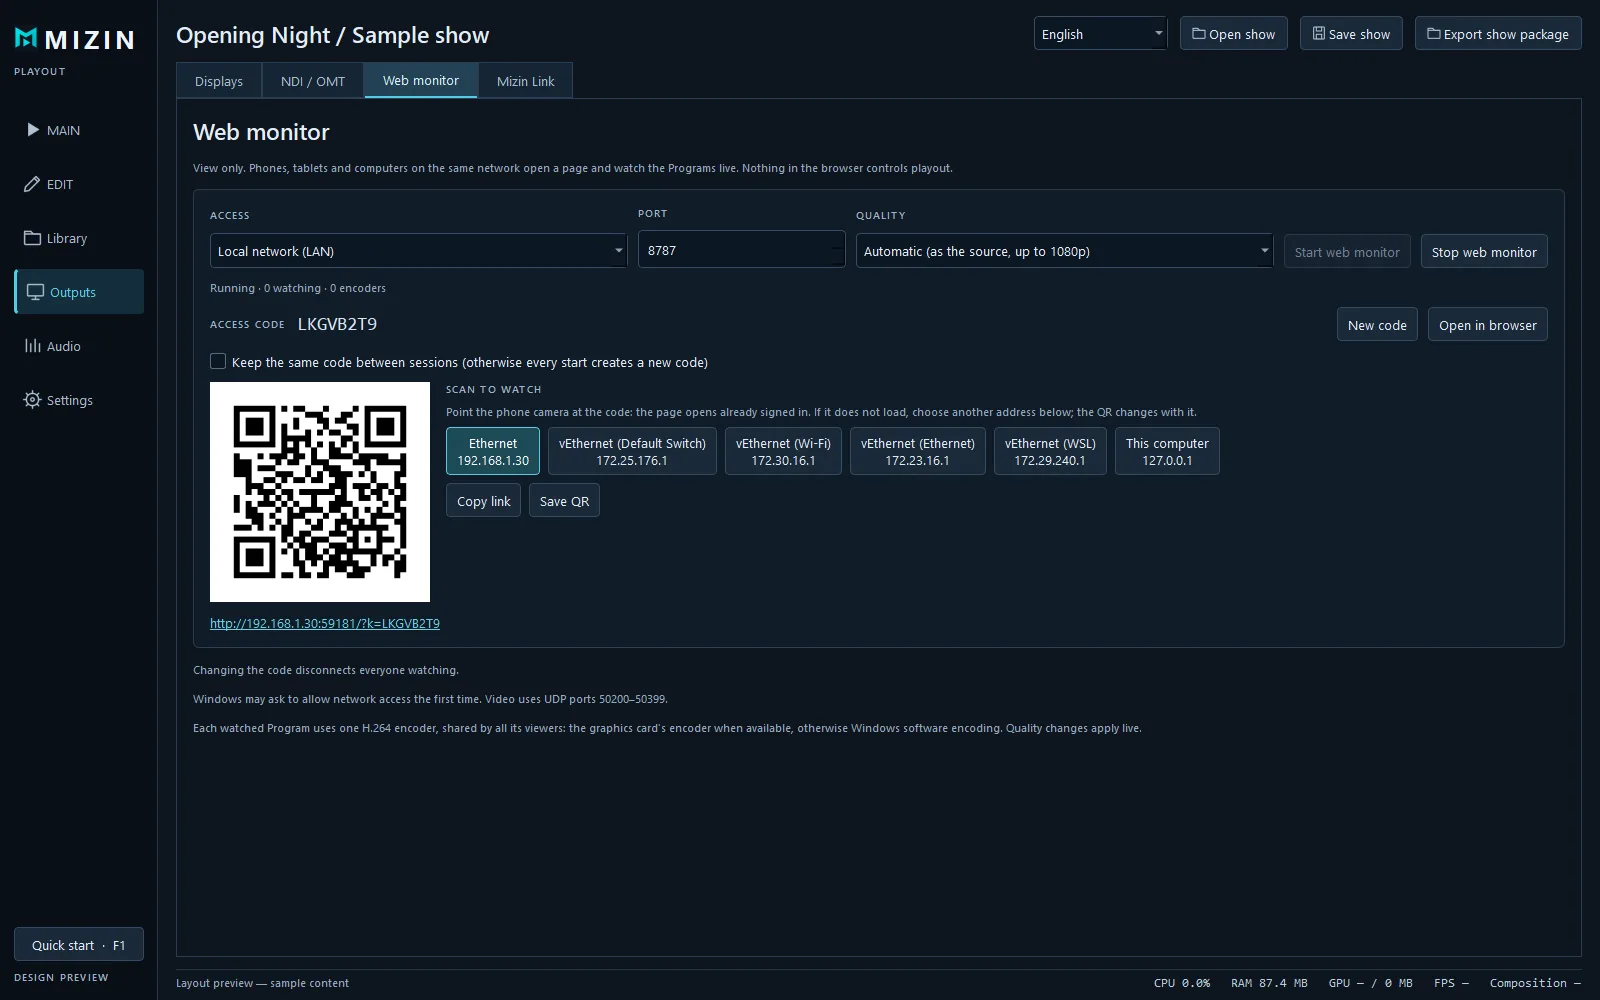 MIZIN
PLAYOUT
MAIN
EDIT
Library
Outputs
Audio
Settings
Quick start · F1
DESIGN PREVIEW
Opening Night / Sample show
English
Open show
Save show
Export show package
Displays
NDI / OMT
Web monitor
Mizin Link
Web monitor
View only. Phones, tablets and computers on the same network open a page and watch the Programs live. Nothing in the browser controls playout.
ACCESS
PORT
QUALITY
Local network (LAN)
8787
Automatic (as the source, up to 1080p)
Start web monitor
Stop web monitor
Running · 0 watching · 0 encoders
ACCESS CODE LKGVB2T9
New code
Open in browser
Keep the same code between sessions (otherwise every start creates a new code)
SCAN TO WATCH
Point the phone camera at the code: the page opens already signed in. If it does not load, choose another address below; the QR changes with it.
Ethernet
192.168.1.30
vEthernet (Default Switch)
172.25.176.1
vEthernet (Wi-Fi)
172.30.16.1
vEthernet (Ethernet)
172.23.16.1
vEthernet (WSL)
172.29.240.1
This computer
127.0.0.1
Copy link
Save QR
http://192.168.1.30:59181/?k=LKGVB2T9
Changing the code disconnects everyone watching.
Windows may ask to allow network access the first time. Video uses UDP ports 50200–50399.
Each watched Program uses one H.264 encoder, shared by all its viewers: the graphics card's encoder when available, otherwise Windows software encoding. Quality changes apply live.
Layout preview — sample content
CPU 0.0%
RAM 87.4 MB
GPU — / 0 MB
FPS —
Composition —